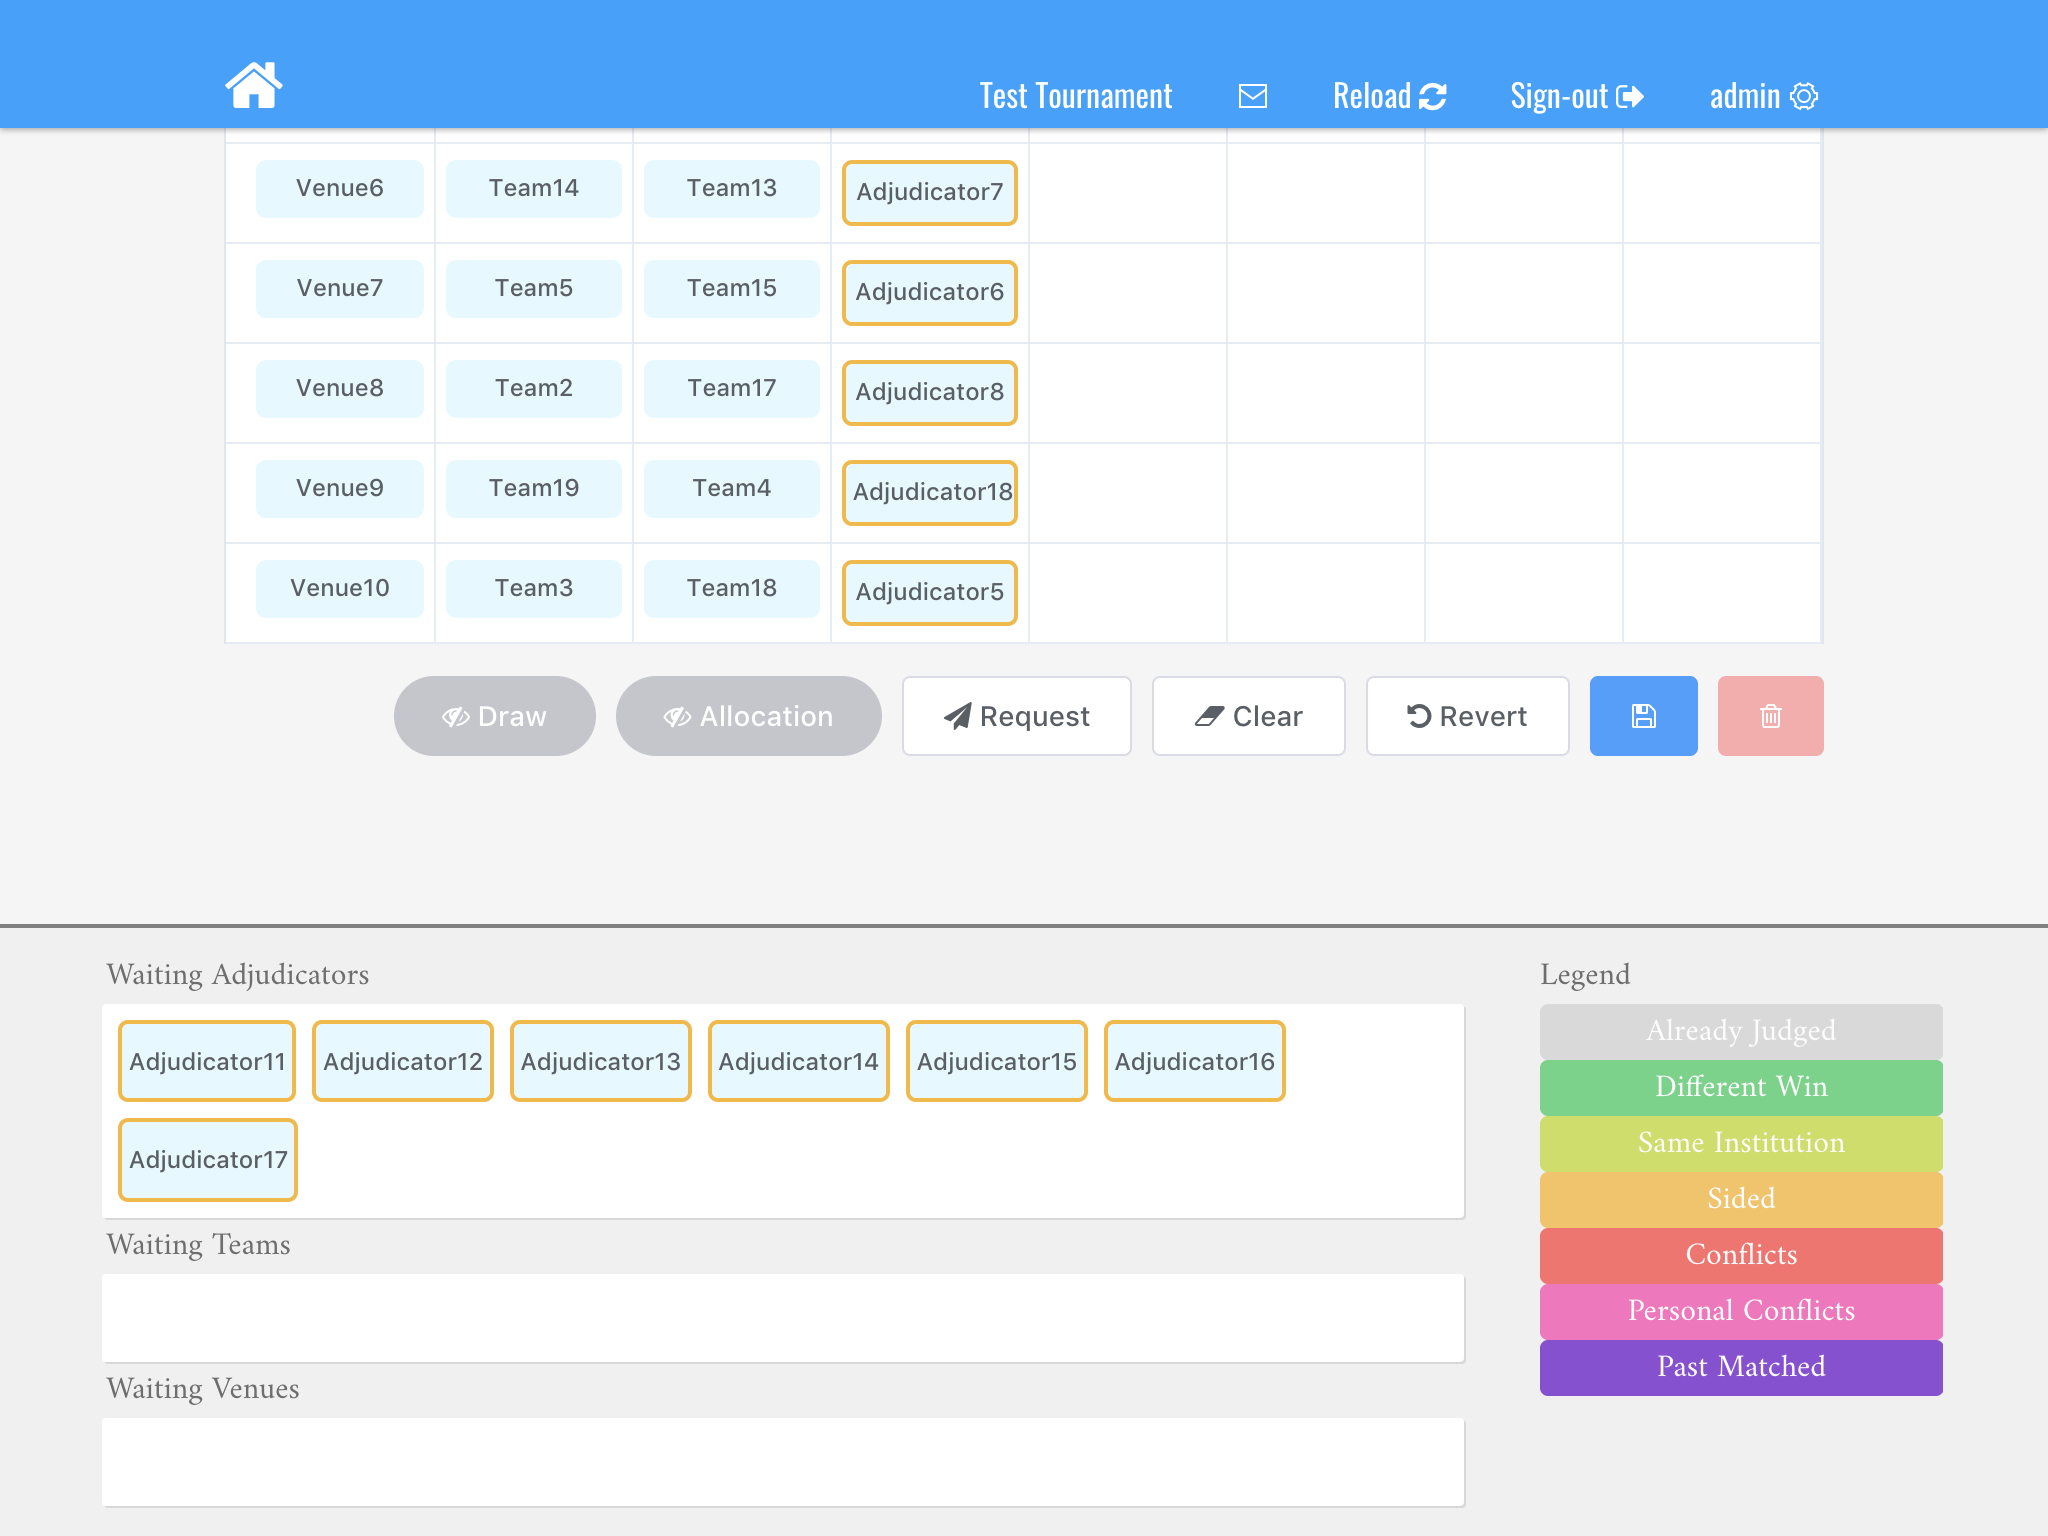 Test Tournament Reload Sign-out admin
Venue6 Team14 Team13 Adjudicator7
Venue7 Team5 Team15 Adjudicator6
Venue8 Team2 Team17 Adjudicator8
Venue9 Team19 Team4 Adjudicator18
Venue10 Team3 Team18 Adjudicator5
Draw Allocation Request Clear Revert
Waiting Adjudicators
Adjudicator11 Adjudicator12 Adjudicator13 Adjudicator14 Adjudicator15 Adjudicator16
Adjudicator17
Waiting Teams
Waiting Venues
Legend
Already Judged
Different Win
Same Institution
Sided
Conflicts
Personal Conflicts
Past Matched